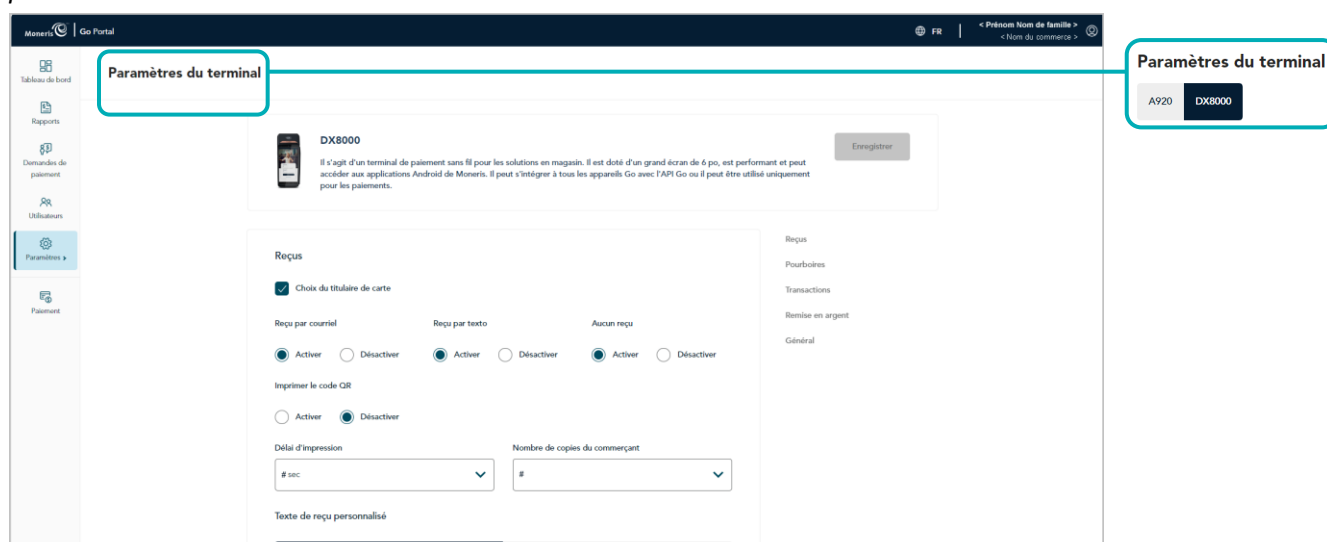 Moneris Go Portal
FR
< Prénom Nom de famille >
< Nom du commerce >
Tableau de bord
Rapports
Demandes de
paiement
Utilisateurs
Paramètres
Paiement
Paramètres du terminal
Paramètres du terminal
A920 DX8000
DX8000
Il s'agit d'un terminal de paiement sans fil pour les solutions en magasin. Il est doté d'un grand écran de 6 po, est performant et peut
accéder aux applications Android de Moneris. Il peut s'intégrer à tous les appareils Go avec l'API Go ou il peut être utilisé uniquement
pour les paiements.
Enregistrer
Reçus
Choix du titulaire de carte
Reçu par courriel Reçu par texto Aucun reçu
Activer Désactiver Activer Désactiver Activer Désactiver
Imprimer le code QR
Activer Désactiver
Délai d'impression Nombre de copies du commerçant
# sec #
Texte de reçu personnalisé
Reçus
Pourboires
Transactions
Remise en argent
Général